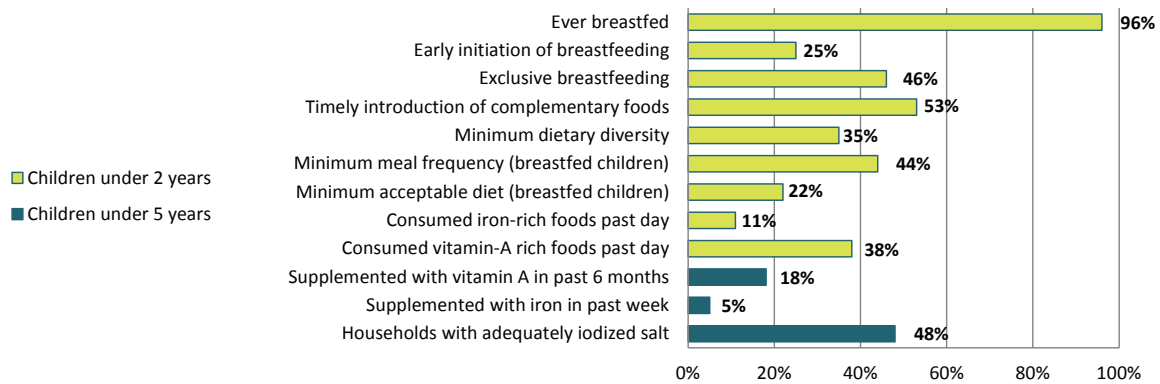 Ever breastfed 96%
Early initiation of breastfeeding 25%
Exclusive breastfeeding 46%
Timely introduction of complementary foods 53%
Minimum dietary diversity 35%
Minimum meal frequency (breastfed children) 44%
Minimum acceptable diet (breastfed children) 22%
Consumed iron-rich foods past day 11%
Consumed vitamin-A rich foods past day 38%
Supplemented with vitamin A in past 6 months 18%
Supplemented with iron in past week 5%
Households with adequately iodized salt 48%
0% 20% 40% 60% 80% 100%
Children under 2 years
Children under 5 years